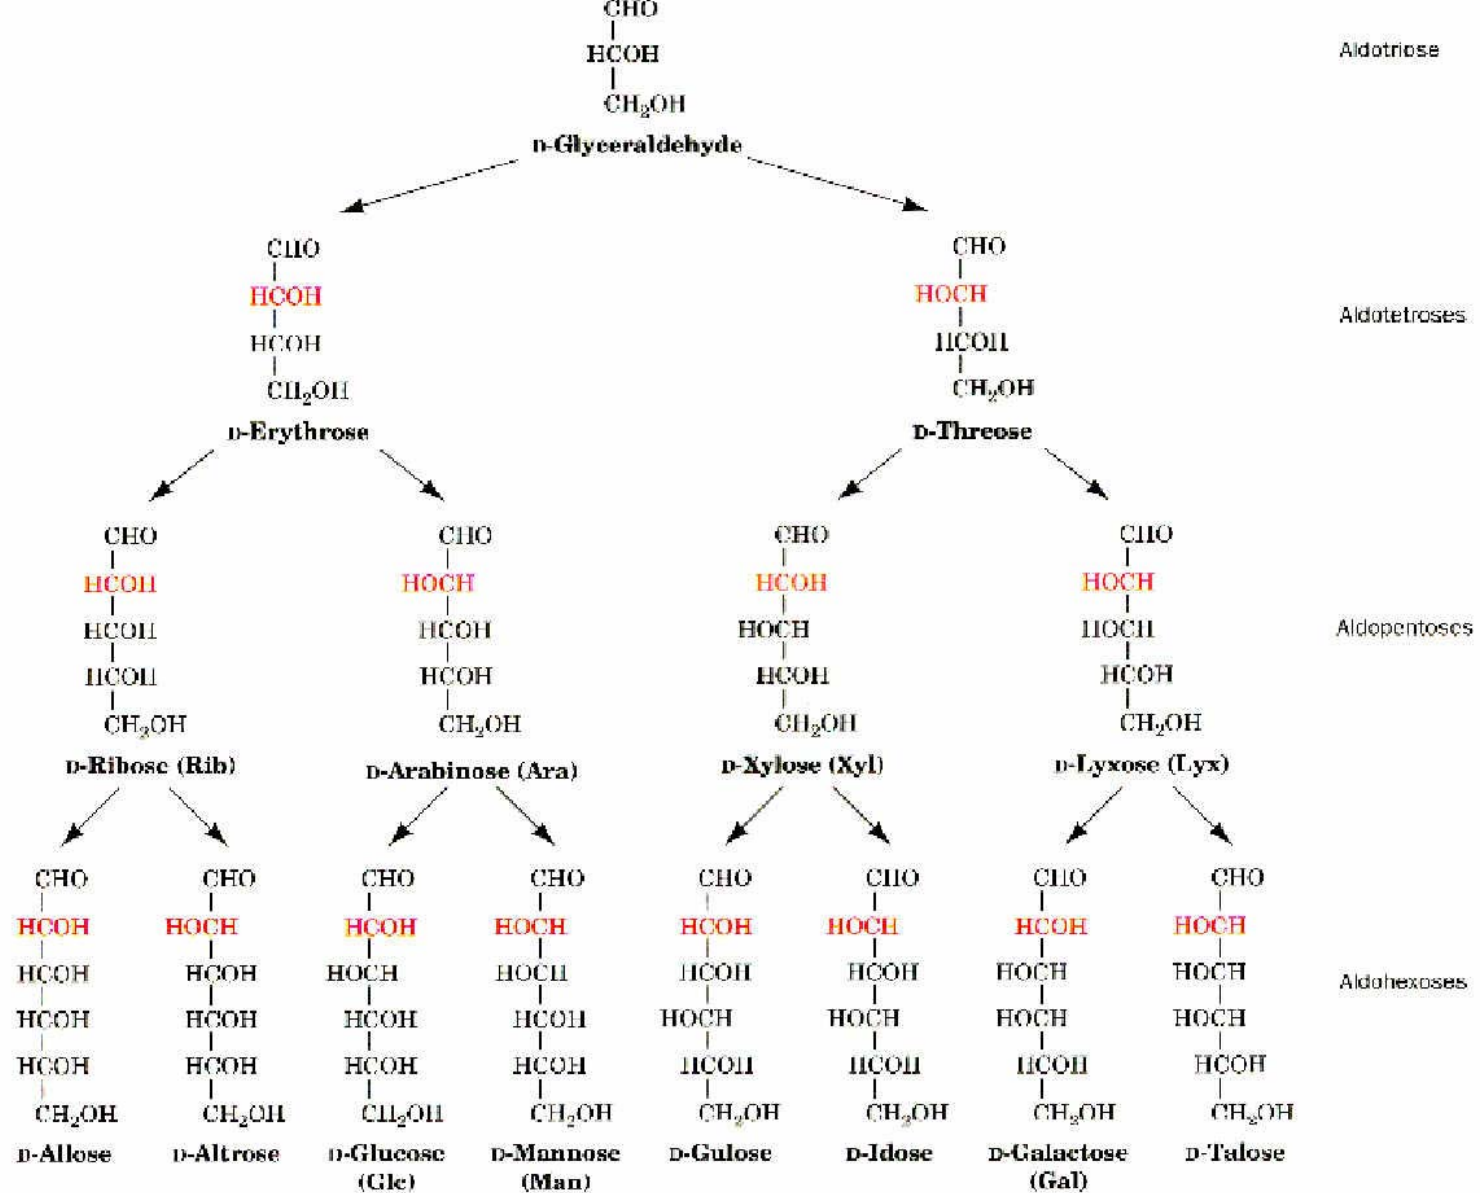 CHO
HCOH
CH₂OH
D-Glyceraldehyde
Aldotriose
CHO
HCOH
HCOH
CH₂OH
D-Erythrose
CHO
HOCH
HCOH
CH₂OH
D-Threose
Aldotetroses
CHO
HCOH
HCOH
HCOH
CH₂OH
D-Ribose (Rib)
CHO
HOCH
HCOH
HCOH
CH₂OH
D-Arabinose (Ara)
CHO
HCOH
HOCH
HCOH
CH₂OH
D-Xylose (Xyl)
CHO
HOCH
HOCH
HCOH
CH₂OH
D-Lyxose (Lyx)
Aldopentoses
CHO
HCOH
HCOH
HCOH
HCOH
CH₂OH
D-Allose
CHO
HOCH
HCOH
HCOH
HCOH
CH₂OH
D-Altrose
CHO
HCOH
HOCH
HCOH
HCOH
CH₂OH
D-Glucose
(Glc)
CHO
HOCH
HOCH
HCOH
HCOH
CH₂OH
D-Mannose
(Man)
CHO
HCOH
HCOH
HOCH
HCOH
CH₂OH
D-Gulose
CHO
HOCH
HCOH
HOCH
HCOH
CH₂OH
D-Idose
CHO
HCOH
HOCH
HOCH
HCOH
CH₂OH
D-Galactose
(Gal)
CHO
HOCH
HOCH
HOCH
HCOH
CH₂OH
D-Talose
Aldohexoses